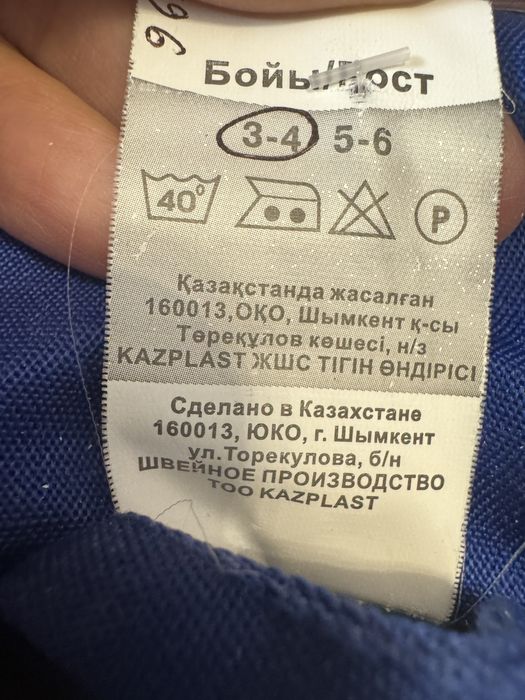 96
Бойы/Рост
3-4 5-6
40° P
Қазақстанда жасалған
160013,ОҚО, Шымкент қ-сы
Төреқұлов көшесі, н/з
KAZPLAST ЖШС ТІГІН ӨНДІРІСІ
Сделано в Казахстане
160013, ЮКО, г. Шымкент
ул.Торекулова, б/н
ШВЕЙНОЕ ПРОИЗВОДСТВО
ТОО KAZPLAST